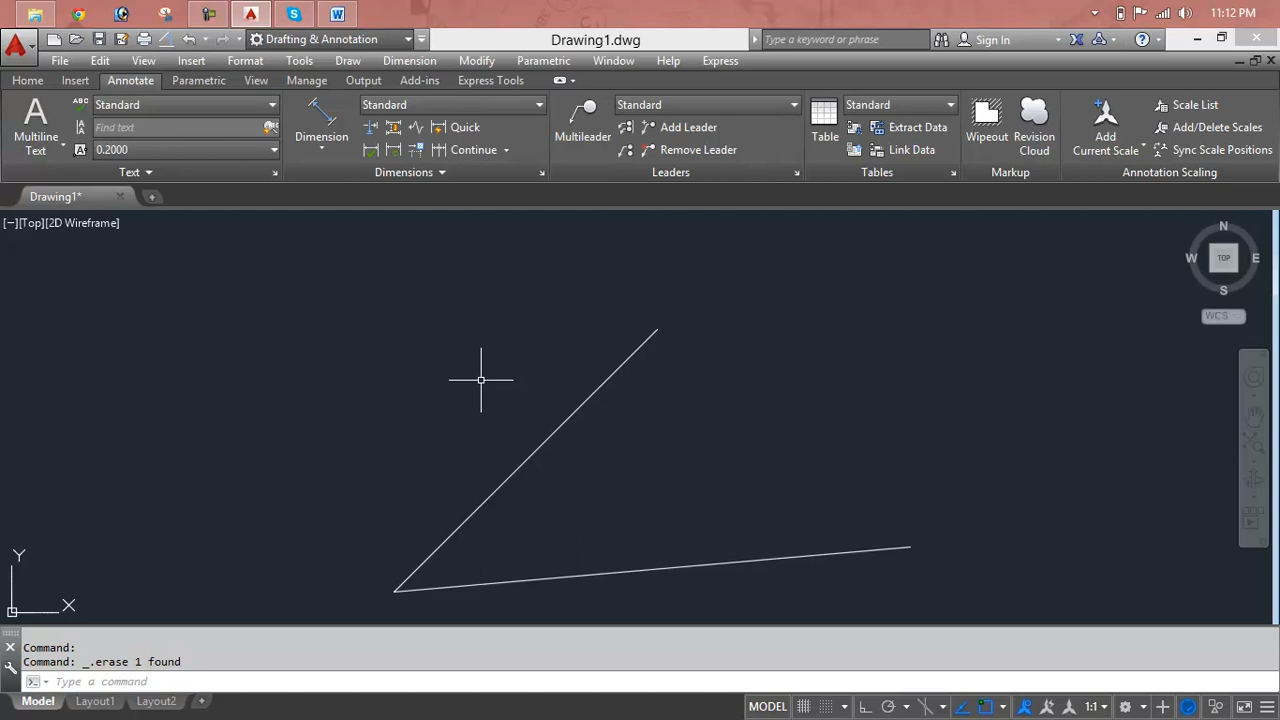 11:12 PM
Drafting & Annotation
Drawing1.dwg
Type a keyword or phrase
Sign In
File Edit View Insert Format Tools Draw Dimension Modify Parametric Window Help Express
Home Insert Annotate Parametric View Manage Output Add-ins Express Tools
A
Multiline
Text
ABC
Standard
Find text
0.2000
Text
Dimension
Standard
Quick
Continue
Dimensions
Multileader
Standard
Add Leader
Remove Leader
Leaders
Table
Standard
Extract Data
Link Data
Tables
Wipeout
Revision
Cloud
Markup
Add
Current Scale
Scale List
Add/Delete Scales
Sync Scale Positions
Annotation Scaling
Drawing1*
[−][Top][2D Wireframe]
N
W TOP E
S
WCS
Y
X
Command:
Command: _.erase 1 found
Type a command
Model Layout1 Layout2 +
MODEL
1:1